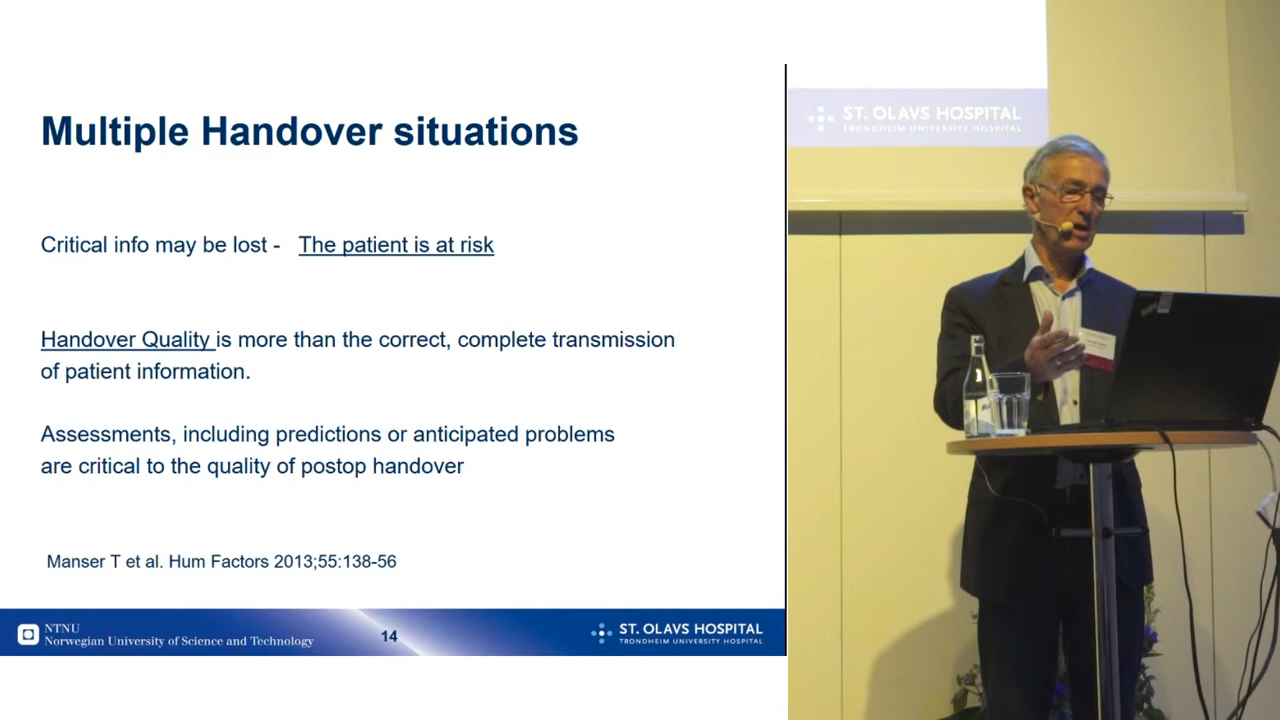 Multiple Handover situations
Critical info may be lost - The patient is at risk
Handover Quality is more than the correct, complete transmission
of patient information.
Assessments, including predictions or anticipated problems
are critical to the quality of postop handover
Manser T et al. Hum Factors 2013;55:138-56
NTNU
Norwegian University of Science and Technology
14
ST. OLAVS HOSPITAL
TRONDHEIM UNIVERSITY HOSPITAL
ST. OLAVS HOSPITAL
TRONDHEIM UNIVERSITY HOSPITAL